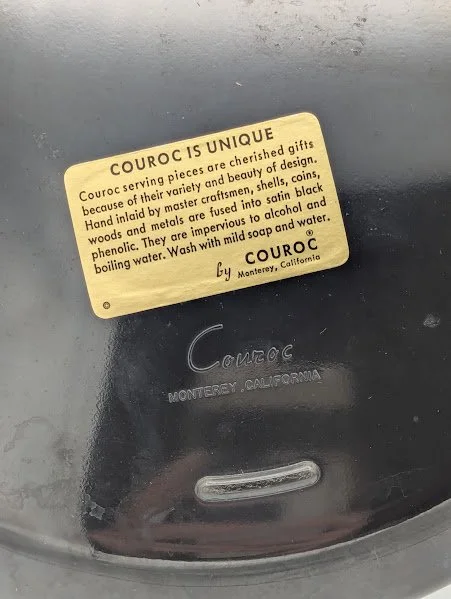 COUROC IS UNIQUE
Couroc serving pieces are cherished gifts
because of their variety and beauty of design.
Hand inlaid by master craftsmen, shells, coins,
woods and metals are fused into satin black
phenolic. They are impervious to alcohol and
boiling water. Wash with mild soap and water.
by COUROC®
Monterey, California
©
Couroc
MONTEREY, CALIFORNIA